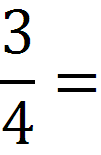 3/4 =